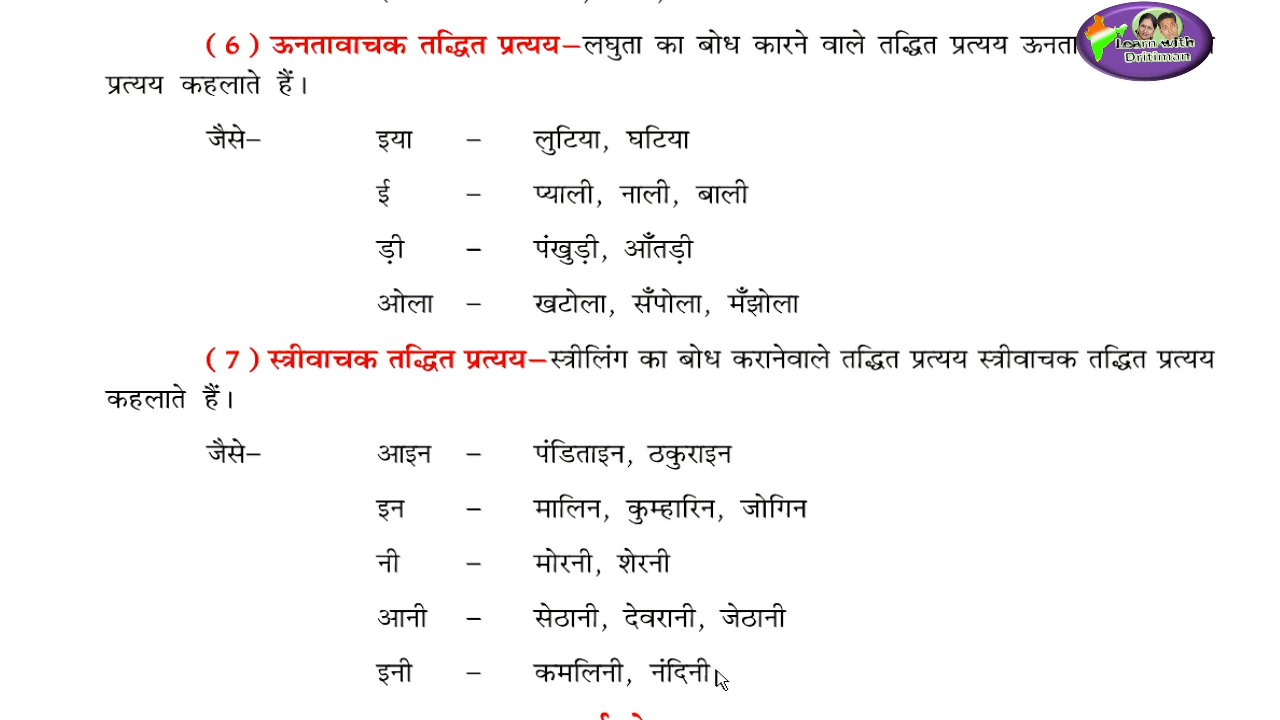 ( 6 ) ऊनतावाचक तद्धित प्रत्यय–लघुता का बोध कारने वाले तद्धित प्रत्यय
Learn with
Dritiman
प्रत्यय कहलाते हैं।
जैसे– इया – लुटिया, घटिया
ई – प्याली, नाली, बाली
ड़ी – पंखुड़ी, आँतड़ी
ओला – खटोला, सँपोला, मँझोला
( 7 ) स्त्रीवाचक तद्धित प्रत्यय–स्त्रीलिंग का बोध करानेवाले तद्धित प्रत्यय स्त्रीवाचक तद्धित प्रत्यय
कहलाते हैं।
जैसे– आइन – पंडिताइन, ठकुराइन
इन – मालिन, कुम्हारिन, जोगिन
नी – मोरनी, शेरनी
आनी – सेठानी, देवरानी, जेठानी
इनी – कमलिनी, नंदिनी